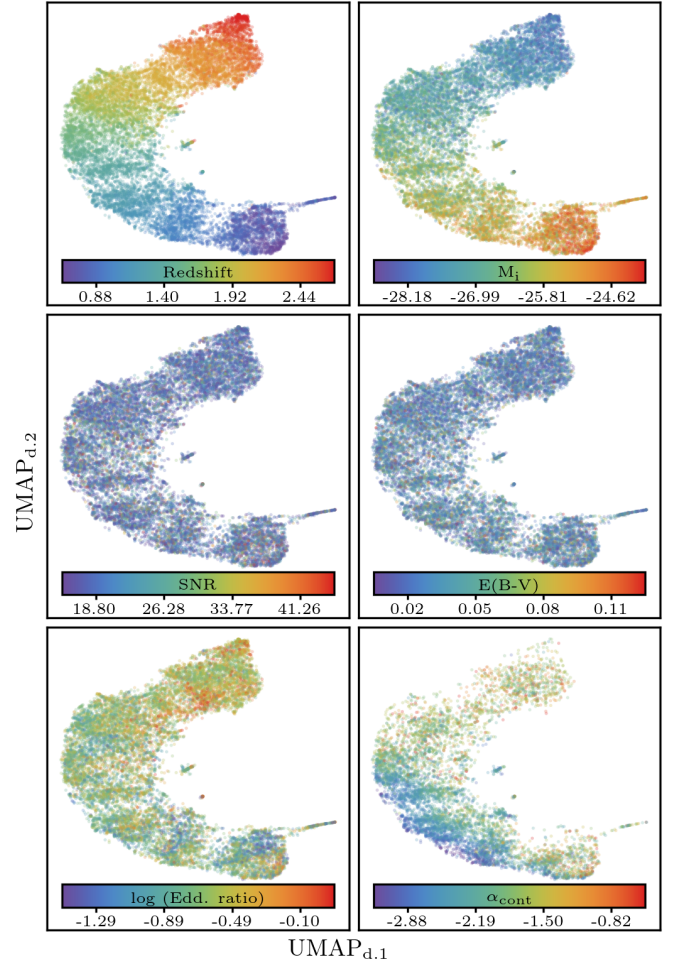 Redshift
0.88 1.40 1.92 2.44
M_i
-28.18 -26.99 -25.81 -24.62
UMAP_d.2
SNR
18.80 26.28 33.77 41.26
E(B-V)
0.02 0.05 0.08 0.11
log (Edd. ratio)
-1.29 -0.89 -0.49 -0.10
α_cont
-2.88 -2.19 -1.50 -0.82
UMAP_d.1